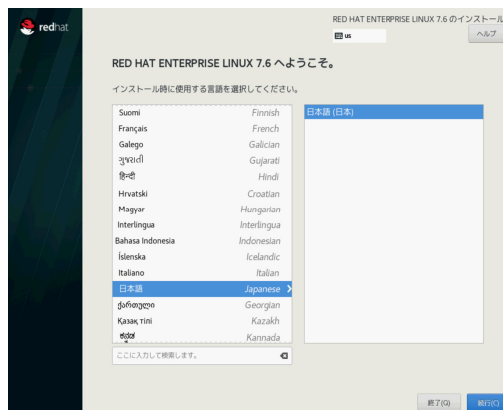 redhat
RED HAT ENTERPRISE LINUX 7.6 のインストール
us
ヘルプ
RED HAT ENTERPRISE LINUX 7.6 へようこそ。
インストール時に使用する言語を選択してください。
Suomi Finnish
Français French
Galego Galician
ગુજરાતી Gujarati
हिन्दी Hindi
Hrvatski Croatian
Magyar Hungarian
Interlingua Interlingua
Bahasa Indonesia Indonesian
Íslenska Icelandic
Italiano Italian
日本語 Japanese
ქართული Georgian
Қазақ тілі Kazakh
ಕನ್ನಡ Kannada
日本語 (日本)
ここに入力して検索します。
終了(Q)
続行(C)